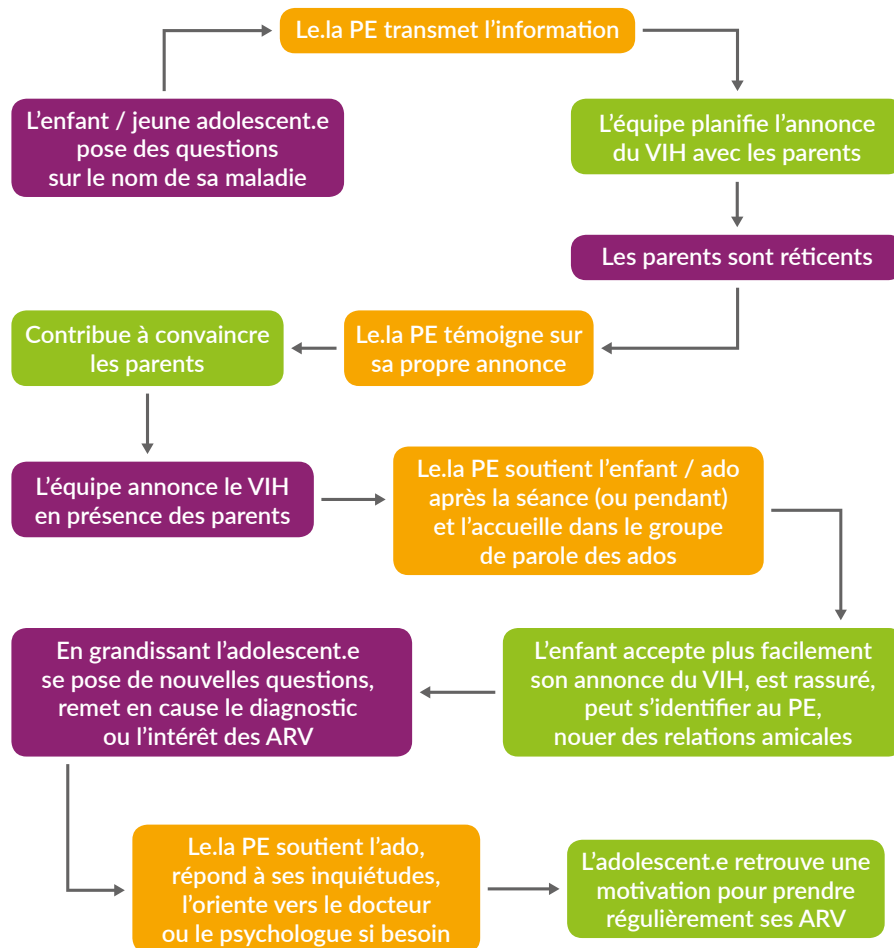 Le.la PE transmet l'information
L'enfant / jeune adolescent.e
pose des questions
sur le nom de sa maladie
L'équipe planifie l'annonce
du VIH avec les parents
Les parents sont réticents
Le.la PE témoigne sur
sa propre annonce
Contribue à convaincre
les parents
L'équipe annonce le VIH
en présence des parents
Le.la PE soutient l'enfant / ado
après la séance (ou pendant)
et l'accueille dans le groupe
de parole des ados
L'enfant accepte plus facilement
son annonce du VIH, est rassuré,
peut s'identifier au PE,
nouer des relations amicales
En grandissant l'adolescent.e
se pose de nouvelles questions,
remet en cause le diagnostic
ou l'intérêt des ARV
Le.la PE soutient l'ado,
répond à ses inquiétudes,
l'oriente vers le docteur
ou le psychologue si besoin
L'adolescent.e retrouve une
motivation pour prendre
régulièrement ses ARV